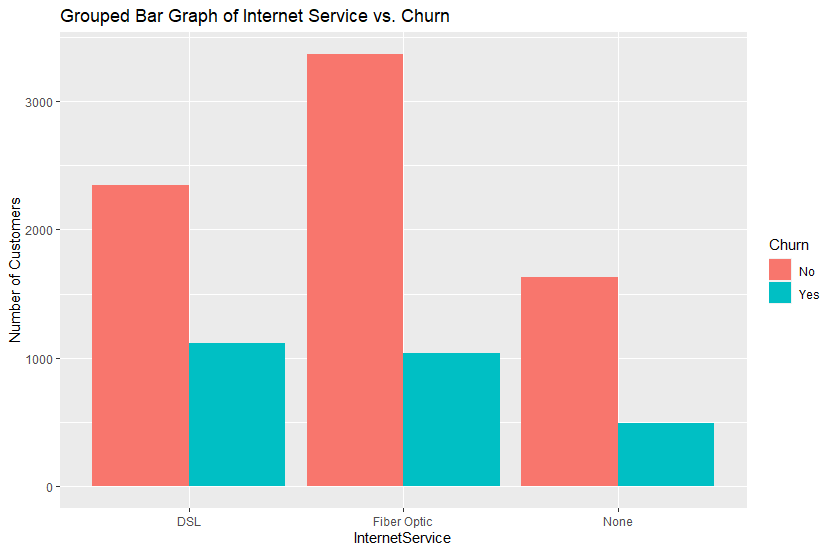 Grouped Bar Graph of Internet Service vs. Churn
Number of Customers
3000
2000
1000
0
DSL
Fiber Optic
None
InternetService
Churn
No
Yes